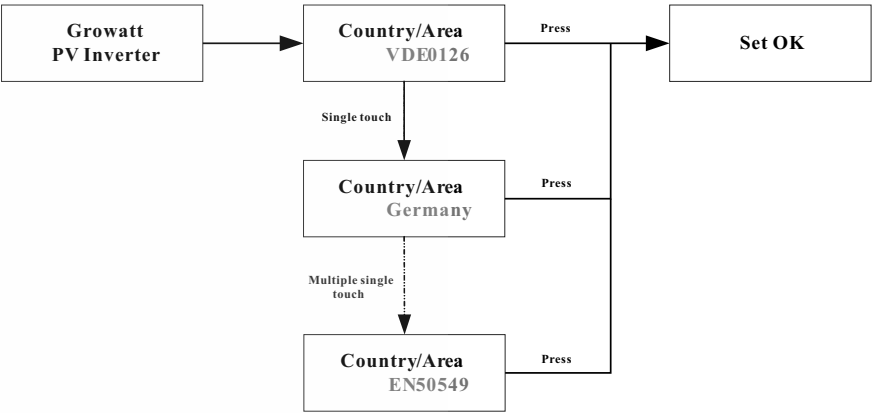 Growatt
PV Inverter
Country/Area
VDE0126
Press
Set OK
Single touch
Country/Area
Germany
Press
Multiple single
touch
Country/Area
EN50549
Press